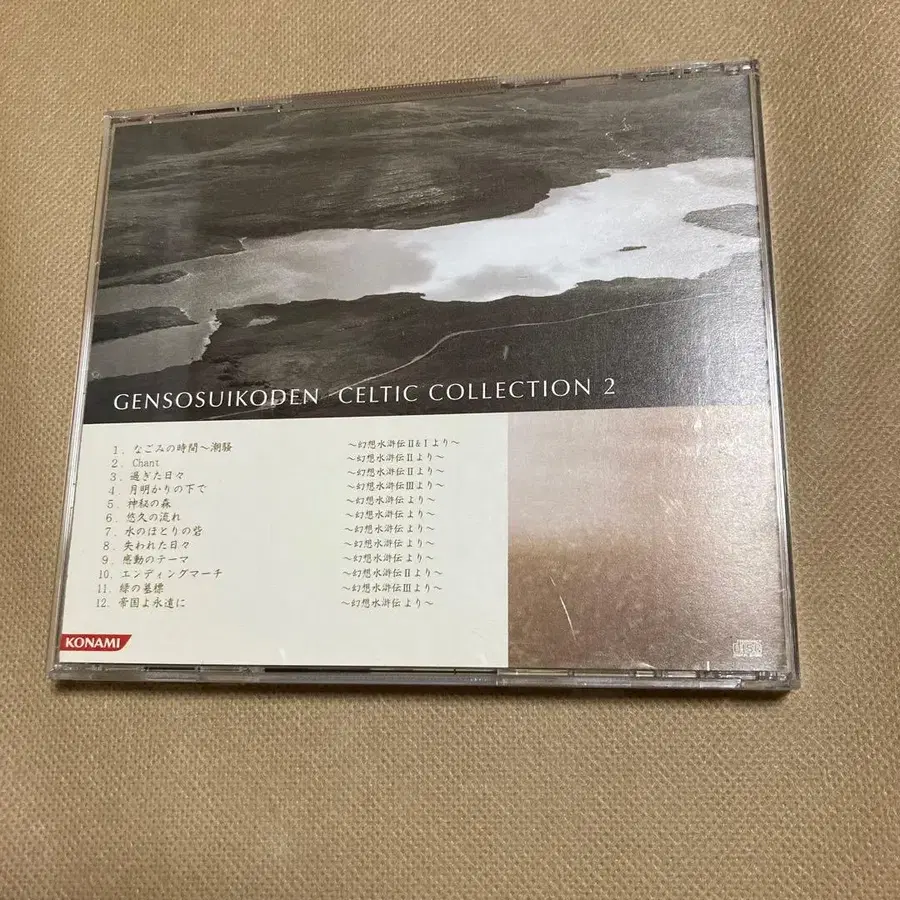 GENSOSUIKODEN CELTIC COLLECTION 2
1. なごみの時間〜潮騒 〜幻想水滸伝Ⅱ&Ⅰより〜
2. Chant 〜幻想水滸伝Ⅱより〜
3. 過ぎた日々 〜幻想水滸伝Ⅱより〜
4. 月明かりの下で 〜幻想水滸伝Ⅲより〜
5. 神秘の森 〜幻想水滸伝より〜
6. 悠久の流れ 〜幻想水滸伝より〜
7. 水のほとりの砦 〜幻想水滸伝より〜
8. 失われた日々 〜幻想水滸伝より〜
9. 感動のテーマ 〜幻想水滸伝より〜
10. エンディングマーチ 〜幻想水滸伝Ⅱより〜
11. 緑の墓標 〜幻想水滸伝Ⅲより〜
12. 帝国よ永遠に 〜幻想水滸伝より〜
KONAMI